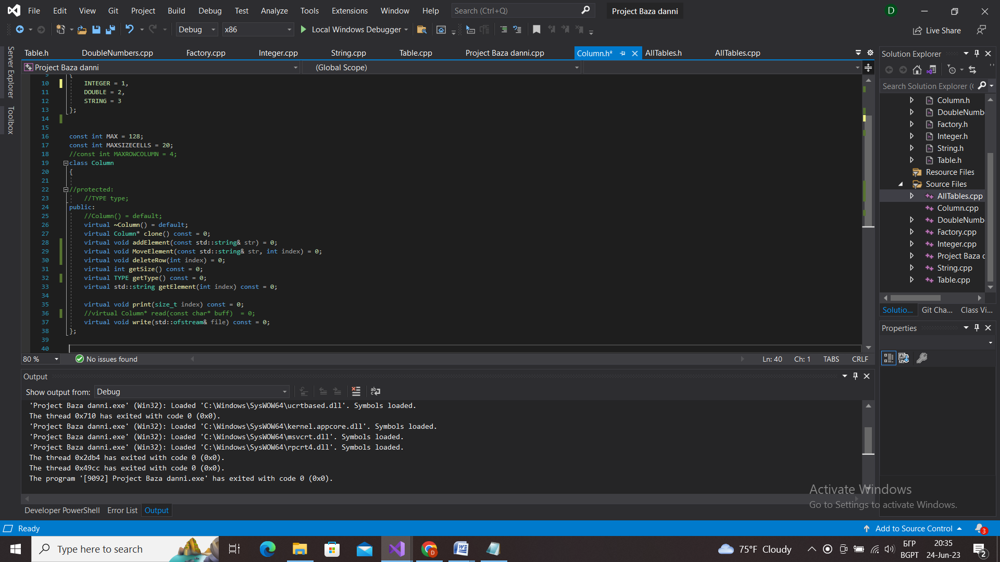 File Edit View Git Project Build Debug Test Analyze Tools Extensions Window Help Search (Ctrl+Q) Project Baza danni D
Debug x86 Local Windows Debugger Live Share
Server Explorer
Toolbox
Table.h DoubleNumbers.cpp Factory.cpp Integer.cpp String.cpp Table.cpp Project Baza danni.cpp Column.h* AllTables.h AllTables.cpp
Project Baza danni (Global Scope)
9 {
10 INTEGER = 1,
11 DOUBLE = 2,
12 STRING = 3
13 };
14
15
16 const int MAX = 128;
17 const int MAXSIZECELLS = 20;
18 //const int MAXROWCOLUMN = 4;
19 class Column
20 {
21
22 //protected:
23 //TYPE type;
24 public:
25 //Column() = default;
26 virtual ~Column() = default;
27 virtual Column* clone() const = 0;
28 virtual void addElement(const std::string& str) = 0;
29 virtual void MoveElement(const std::string& str, int index) = 0;
30 virtual void deleteRow(int index) = 0;
31 virtual int getSize() const = 0;
32 virtual TYPE getType() const = 0;
33 virtual std::string getElement(int index) const = 0;
34
35 virtual void print(size_t index) const = 0;
36 //virtual Column* read(const char* buff)  = 0;
37 virtual void write(std::ofstream& file) const = 0;
38 };
39
40
80 % No issues found Ln: 40 Ch: 1 TABS CRLF
Output
Show output from: Debug
'Project Baza danni.exe' (Win32): Loaded 'C:\Windows\SysWOW64\ucrtbased.dll'. Symbols loaded.
The thread 0x710 has exited with code 0 (0x0).
'Project Baza danni.exe' (Win32): Loaded 'C:\Windows\SysWOW64\kernel.appcore.dll'. Symbols loaded.
'Project Baza danni.exe' (Win32): Loaded 'C:\Windows\SysWOW64\msvcrt.dll'. Symbols loaded.
'Project Baza danni.exe' (Win32): Loaded 'C:\Windows\SysWOW64\rpcrt4.dll'. Symbols loaded.
The thread 0x2db4 has exited with code 0 (0x0).
The thread 0x49cc has exited with code 0 (0x0).
The program '[9092] Project Baza danni.exe' has exited with code 0 (0x0).
Developer PowerShell Error List Output
Solution Explorer
Search Solution Explorer (
Column.h
DoubleNumb
Factory.h
Integer.h
String.h
Table.h
Resource Files
Source Files
AllTables.cpp
Column.cpp
DoubleNumb
Factory.cpp
Integer.cpp
Project Baza d
String.cpp
Table.cpp
Solutio... Git Cha... Class Vi...
Properties
Activate Windows
Go to Settings to activate Windows.
Ready Add to Source Control 3
Type here to search D 75°F Cloudy БГР BGPT 20:35 24-Jun-23 2